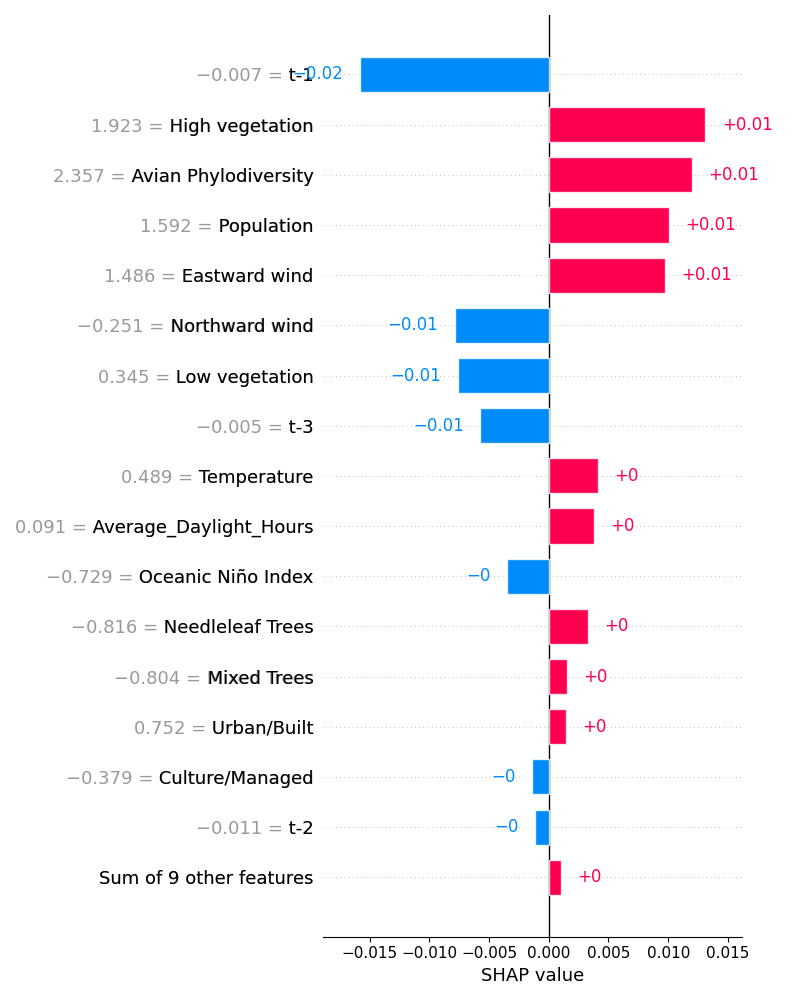 −0.007 = t-1 −0.02
1.923 = High vegetation +0.01
2.357 = Avian Phylodiversity +0.01
1.592 = Population +0.01
1.486 = Eastward wind +0.01
−0.251 = Northward wind −0.01
0.345 = Low vegetation −0.01
−0.005 = t-3 −0.01
0.489 = Temperature +0
0.091 = Average_Daylight_Hours +0
−0.729 = Oceanic Niño Index −0
−0.816 = Needleleaf Trees +0
−0.804 = Mixed Trees +0
0.752 = Urban/Built +0
−0.379 = Culture/Managed −0
−0.011 = t-2 −0
Sum of 9 other features +0
−0.015 −0.010 −0.005 0.000 0.005 0.010 0.015
SHAP value